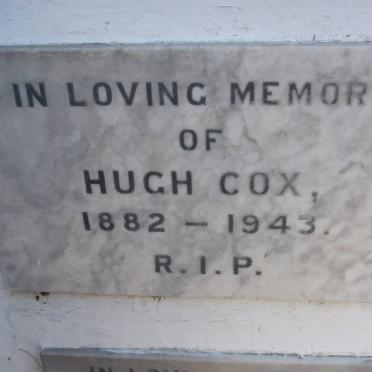 IN LOVING MEMOR
OF
HUGH COX,
1882 — 1943.
R.I.P.